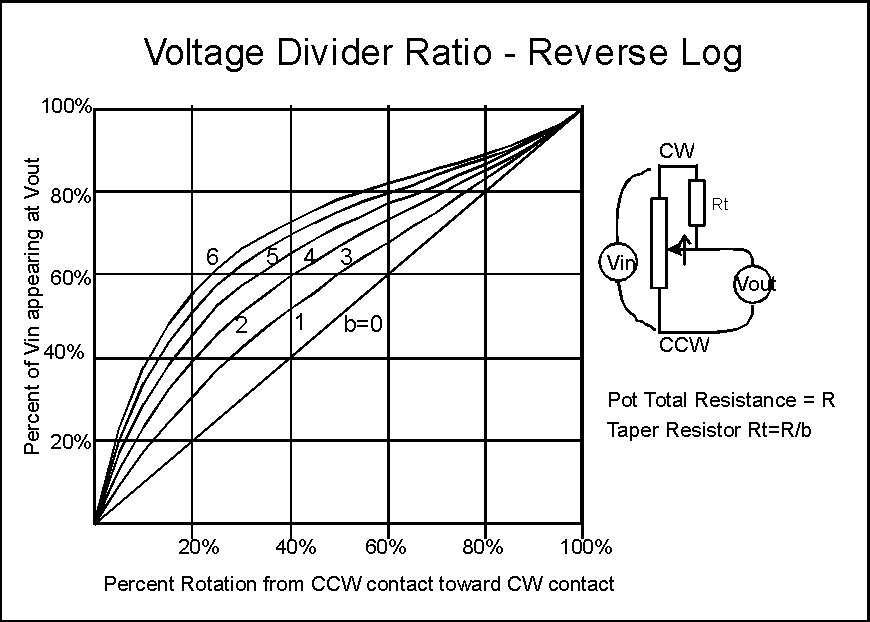 Voltage Divider Ratio - Reverse Log
Percent of Vin appearing at Vout
100%
80%
60%
40%
20%
6
5
4
3
2
1
b=0
20%
40%
60%
80%
100%
Percent Rotation from CCW contact toward CW contact
CW
Rt
Vin
Vout
CCW
Pot Total Resistance = R
Taper Resistor Rt=R/b